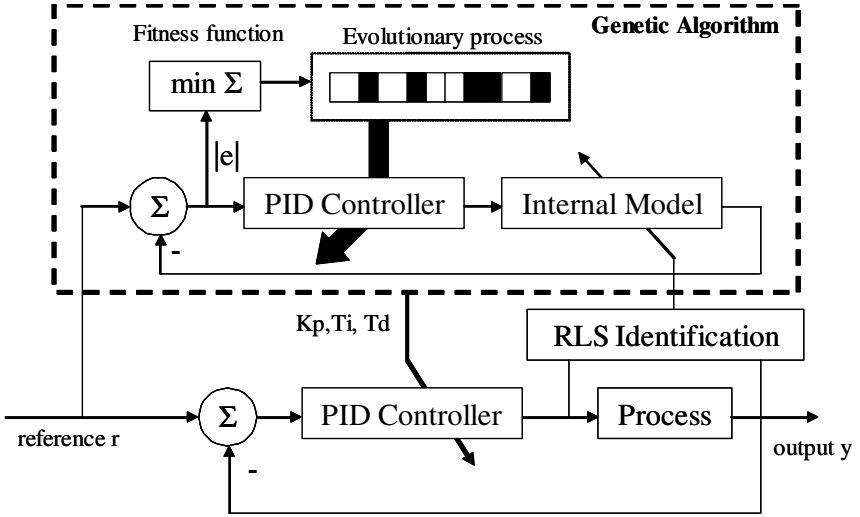 Genetic Algorithm
Fitness function
Evolutionary process
min Σ
|e|
Σ
PID Controller
Internal Model
-
Kp,Ti, Td
RLS Identification
Σ
PID Controller
Process
reference r
output y
-